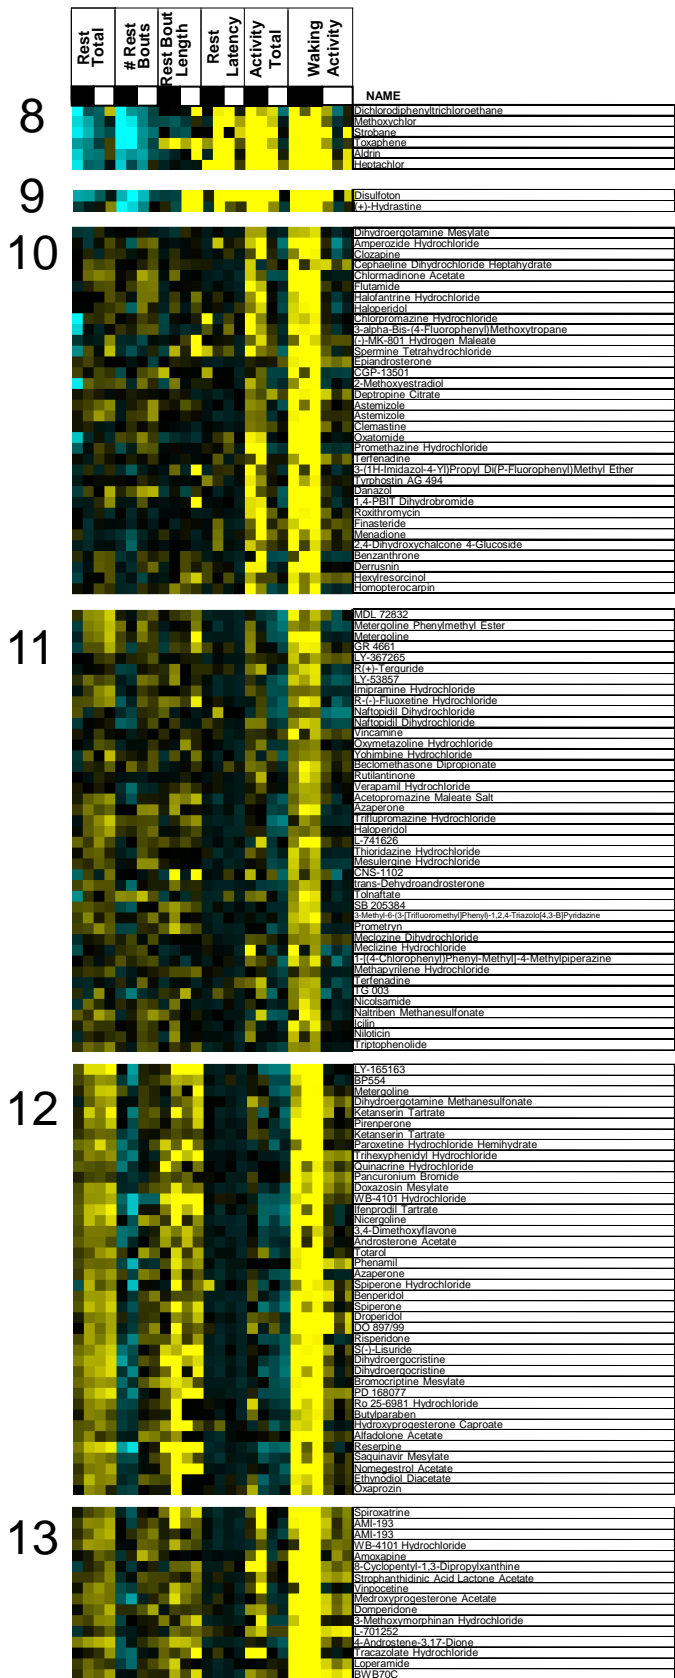 Rest Total
# Rest Bouts
Rest Bout Length
Rest Latency
Activity Total
Waking Activity
NAME
8
Dichlorodiphenyltrichloroethane
Methoxychlor
Strobane
Toxaphene
Aldrin
Heptachlor
9
Disulfoton
(+)-Hydrastine
10
Dihydroergotamine Mesylate
Amperozide Hydrochloride
Clozapine
Cephaeline Dihydrochloride Heptahydrate
Chlormadinone Acetate
Flutamide
Halofantrine Hydrochloride
Haloperidol
Chlorpromazine Hydrochloride
3-alpha-Bis-(4-Fluorophenyl)Methoxytropane
(-)-MK-801 Hydrogen Maleate
Spermine Tetrahydrochloride
Epiandrosterone
CGP-13501
2-Methoxyestradiol
Deptropine Citrate
Astemizole
Astemizole
Clemastine
Oxatomide
Promethazine Hydrochloride
Terfenadine
3-(1H-Imidazol-4-Yl)Propyl Di(P-Fluorophenyl)Methyl Ether
Tyrphostin AG 494
Danazol
1,4-PBIT Dihydrobromide
Roxithromycin
Finasteride
Menadione
2,4-Dihydroxychalcone 4-Glucoside
Benzanthrone
Derrusnin
Hexylresorcinol
Homopterocarpin
11
MDL 72832
Metergoline Phenylmethyl Ester
Metergoline
GR 4661
LY-367265
R(+)-Terguride
LY-53857
Imipramine Hydrochloride
R-(-)-Fluoxetine Hydrochloride
Naftopidil Dihydrochloride
Naftopidil Dihydrochloride
Vincamine
Oxymetazoline Hydrochloride
Yohimbine Hydrochloride
Beclomethasone Dipropionate
Rutilantinone
Verapamil Hydrochloride
Acetopromazine Maleate Salt
Azaperone
Triflupromazine Hydrochloride
Haloperidol
L-741626
Thioridazine Hydrochloride
Mesulergine Hydrochloride
CNS-1102
trans-Dehydroandrosterone
Tolnaftate
SB 205384
3-Methyl-6-(3-[Trifluoromethyl]Phenyl)-1,2,4-Triazolo[4,3-B]Pyridazine
Prometryn
Meclozine Dihydrochloride
Meclizine Hydrochloride
1-[(4-Chlorophenyl)Phenyl-Methyl]-4-Methylpiperazine
Methapyrilene Hydrochloride
Terfenadine
TG 003
Nicolsamide
Naltriben Methanesulfonate
Icilin
Niloticin
Triptophenolide
12
LY-165163
BP554
Metergoline
Dihydroergotamine Methanesulfonate
Ketanserin Tartrate
Pirenperone
Ketanserin Tartrate
Paroxetine Hydrochloride Hemihydrate
Trihexyphenidyl Hydrochloride
Quinacrine Hydrochloride
Pancuronium Bromide
Doxazosin Mesylate
WB-4101 Hydrochloride
Ifenprodil Tartrate
Nicergoline
3,4-Dimethoxyflavone
Androsterone Acetate
Totarol
Phenamil
Azaperone
Spiperone Hydrochloride
Benperidol
Spiperone
Droperidol
DO 897/99
Risperidone
S(-)-Lisuride
Dihydroergocristine
Dihydroergocristine
Bromocriptine Mesylate
PD 168077
Ro 25-6981 Hydrochloride
Butylparaben
Hydroxyprogesterone Caproate
Alfadolone Acetate
Reserpine
Saquinavir Mesylate
Nomegestrol Acetate
Ethynodiol Diacetate
Oxaprozin
13
Spiroxatrine
AMI-193
AMI-193
WB-4101 Hydrochloride
Amoxapine
8-Cyclopentyl-1,3-Dipropylxanthine
Strophanthidinic Acid Lactone Acetate
Vinpocetine
Medroxyprogesterone Acetate
Domperidone
3-Methoxymorphinan Hydrochloride
L-701252
4-Androstene-3,17-Dione
Tracazolate Hydrochloride
Loperamide
BWB70C